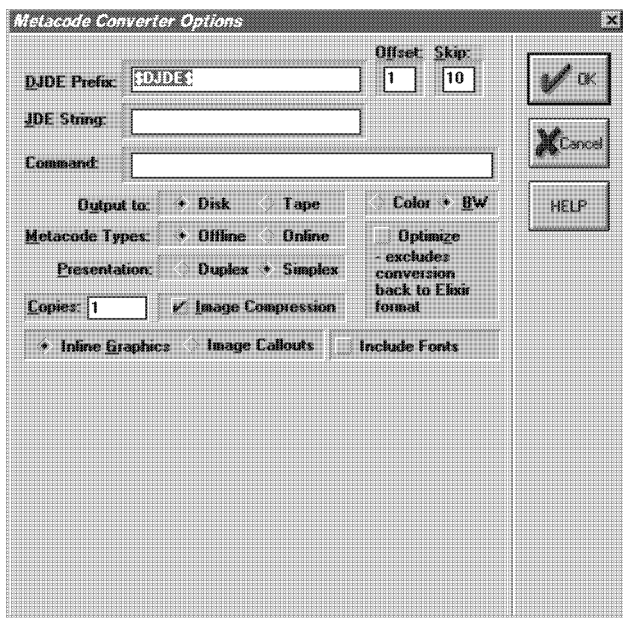 Metacode Converter Options
Offset: Skip:
DJDE Prefix: $DJDE$ 1 10
OK
JDE String:
Cancel
Command:
Output to: Disk Tape Color BW
HELP
Metacode Types: Offline Online Optimize
- excludes
conversion
back to Elixir
format
Presentation: Duplex Simplex
Copies: 1 Image Compression
Inline Graphics Image Callouts Include Fonts